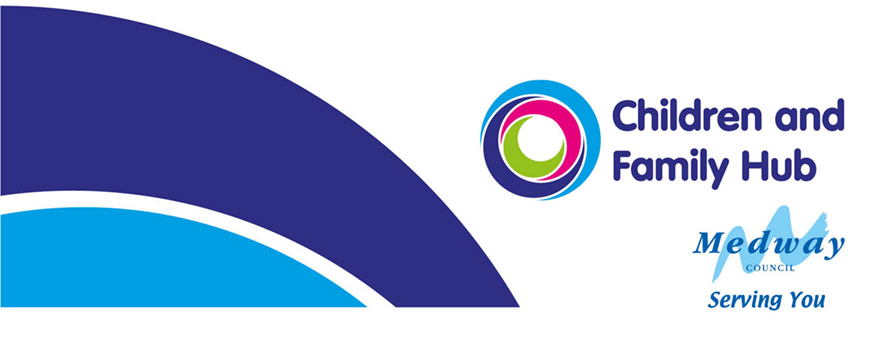 Children and
Family Hub
Medway
COUNCIL
Serving You